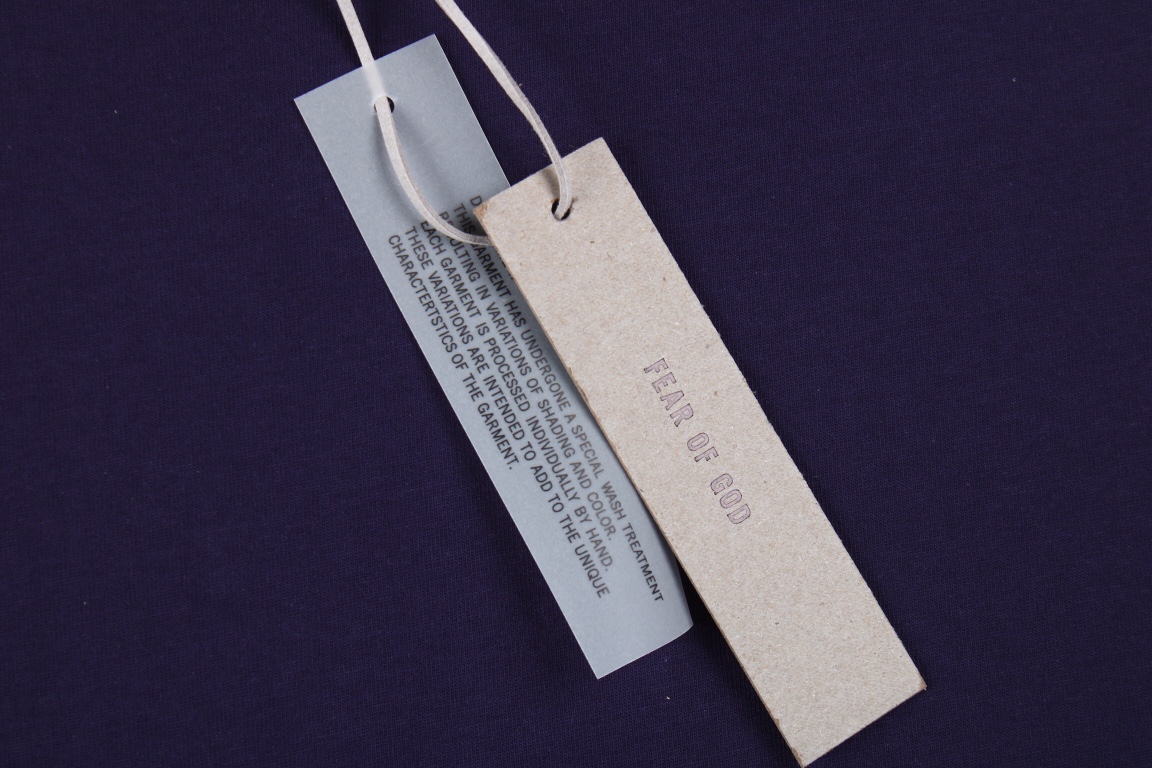 THIS GARMENT HAS UNDERGONE A SPECIAL WASH TREATMENT
RESULTING IN VARIATIONS OF SHADING AND COLOR.
EACH GARMENT IS PROCESSED INDIVIDUALLY BY HAND.
THESE VARIATIONS ARE INTENDED TO ADD TO THE UNIQUE
CHARACTERTSTICS OF THE GARMENT.
FEAR OF GOD